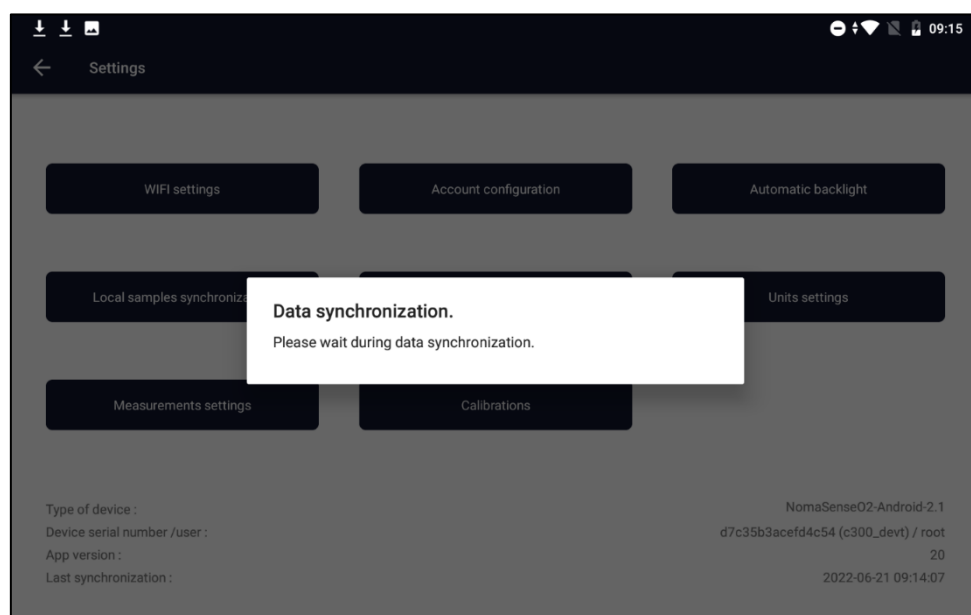 09:15
Settings
WIFI settings
Account configuration
Automatic backlight
Local samples synchroniza
Units settings
Data synchronization.
Please wait during data synchronization.
Measurements settings
Calibrations
Type of device :
NomaSenseO2-Android-2.1
Device serial number /user :
d7c35b3acefd4c54 (c300_devt) / root
App version :
20
Last synchronization :
2022-06-21 09:14:07